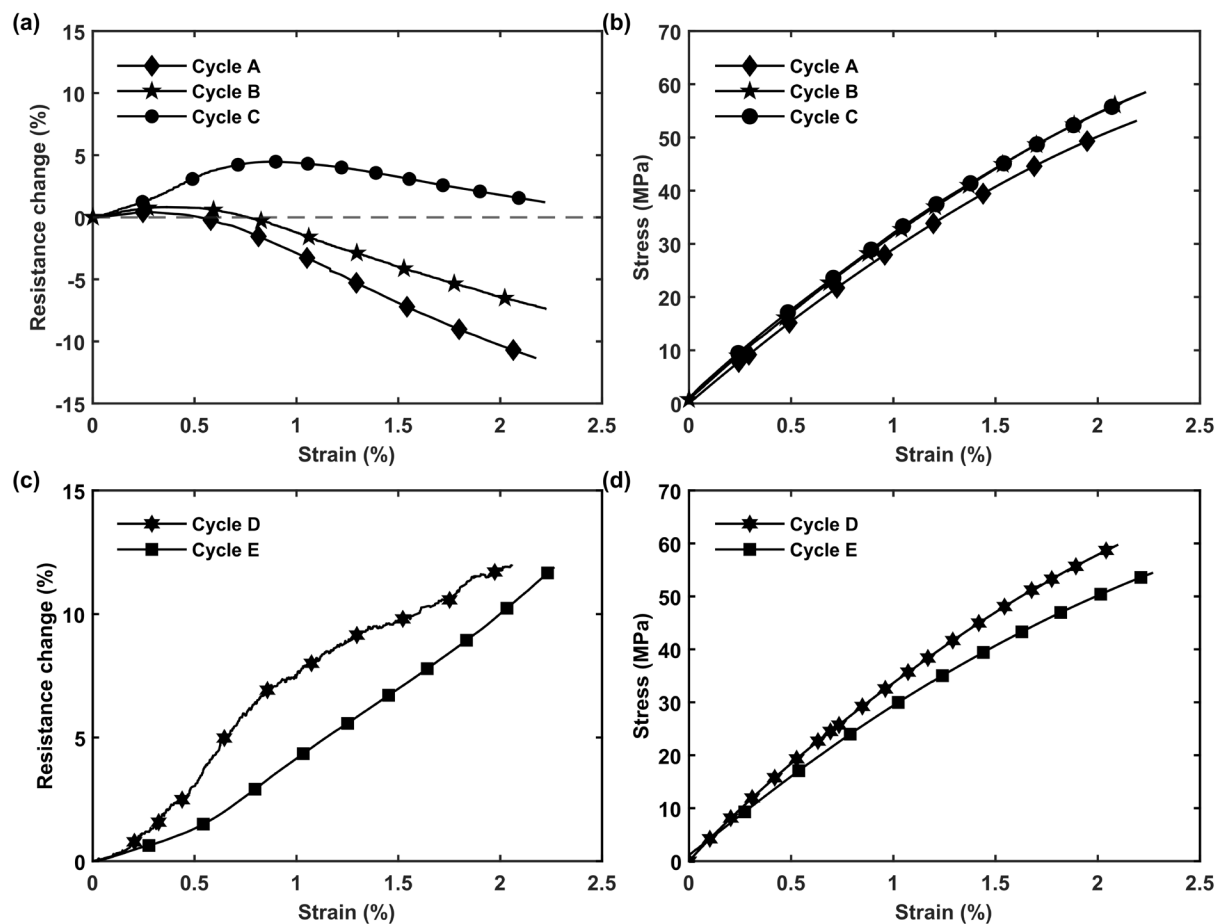 (a)
15
10
5
0
-5
-10
-15
Resistance change (%)
Cycle A
Cycle B
Cycle C
0
0.5
1
1.5
2
2.5
Strain (%)
(b)
70
60
50
40
30
20
10
0
Stress (MPa)
Cycle A
Cycle B
Cycle C
0
0.5
1
1.5
2
2.5
Strain (%)
(c)
15
10
5
0
Resistance change (%)
Cycle D
Cycle E
0
0.5
1
1.5
2
2.5
Strain (%)
(d)
70
60
50
40
30
20
10
0
Stress (MPa)
Cycle D
Cycle E
0
0.5
1
1.5
2
2.5
Strain (%)